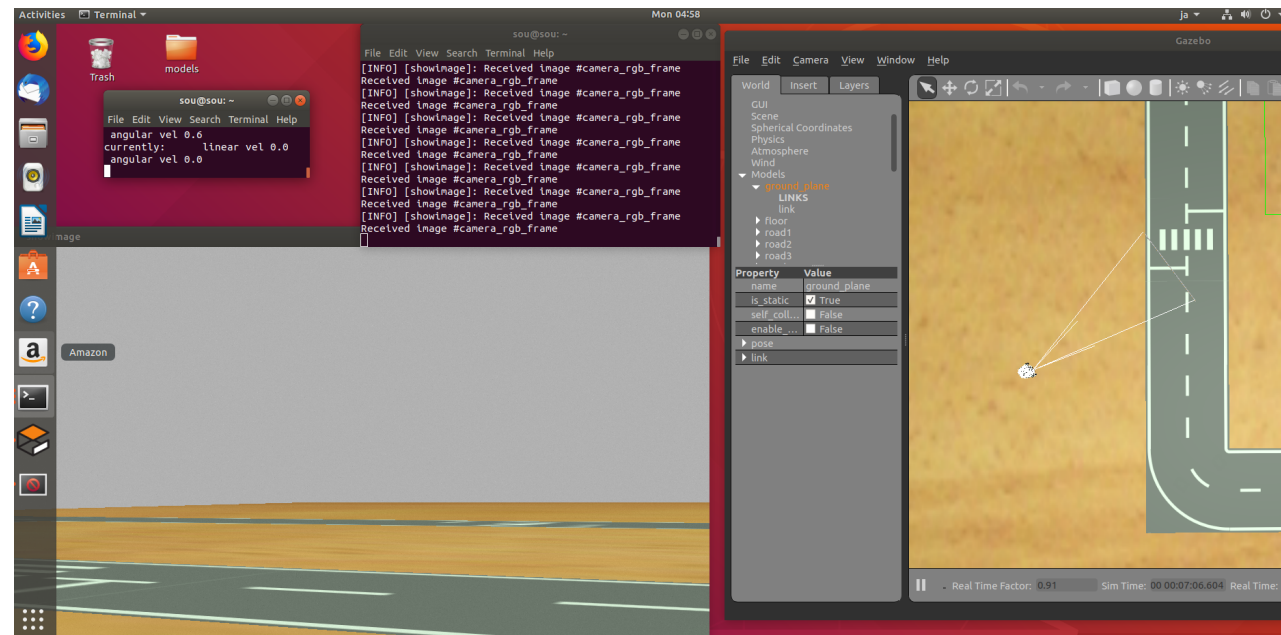 Activities
Terminal
Mon 04:58
ja
Trash
models
sou@sou: ~
File Edit View Search Terminal Help
angular vel 0.6
currently: linear vel 0.0
angular vel 0.0
sou@sou: ~
File Edit View Search Terminal Help
[INFO] [showimage]: Received image #camera_rgb_frame
Received image #camera_rgb_frame
[INFO] [showimage]: Received image #camera_rgb_frame
Received image #camera_rgb_frame
[INFO] [showimage]: Received image #camera_rgb_frame
Received image #camera_rgb_frame
[INFO] [showimage]: Received image #camera_rgb_frame
Received image #camera_rgb_frame
[INFO] [showimage]: Received image #camera_rgb_frame
Received image #camera_rgb_frame
[INFO] [showimage]: Received image #camera_rgb_frame
Received image #camera_rgb_frame
[INFO] [showimage]: Received image #camera_rgb_frame
Received image #camera_rgb_frame
Amazon
Gazebo
File Edit Camera View Window Help
World Insert Layers
GUI
Scene
Spherical Coordinates
Physics
Atmosphere
Wind
Models
ground_plane
LINKS
link
floor
road1
road2
road3
Property Value
name ground_plane
is_static True
self_coll... False
enable_... False
pose
link
Real Time Factor: 0.91 Sim Time: 00 00:07:06.604 Real Time: